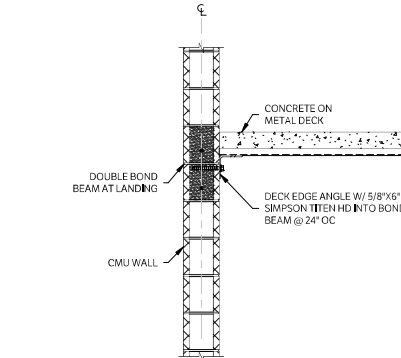 ℄
CONCRETE ON
METAL DECK
DOUBLE BOND
BEAM AT LANDING
DECK EDGE ANGLE W/ 5/8"X6"
SIMPSON TITEN HD INTO BOND
BEAM @ 24" OC
CMU WALL